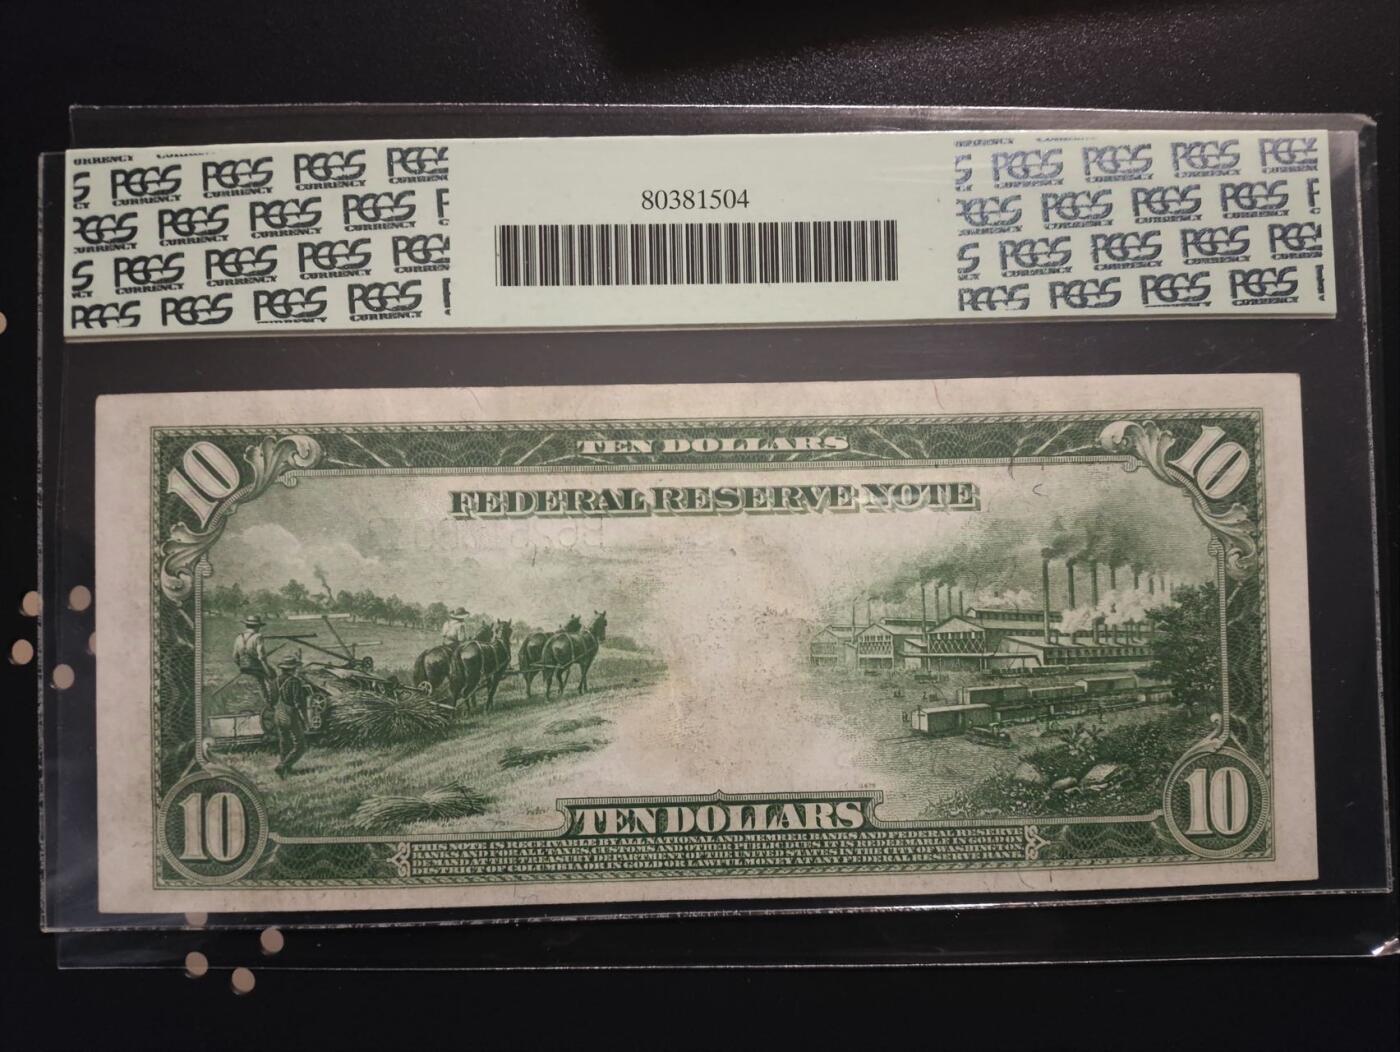 PCGS CURRENCY
80381504
10 TEN DOLLARS 10
FEDERAL RESERVE NOTE
10 TEN DOLLARS 10
THIS NOTE IS RECEIVABLE BY ALL NATIONAL AND MEMBER BANKS AND FEDERAL RESERVE
BANKS AND FOR ALL TAXES, CUSTOMS AND OTHER PUBLIC DUES. IT IS REDEEMABLE IN GOLD ON
DEMAND AT THE TREASURY DEPARTMENT OF THE UNITED STATES IN THE CITY OF WASHINGTON,
DISTRICT OF COLUMBIA OR IN GOLD OR LAWFUL MONEY AT ANY FEDERAL RESERVE BANK.